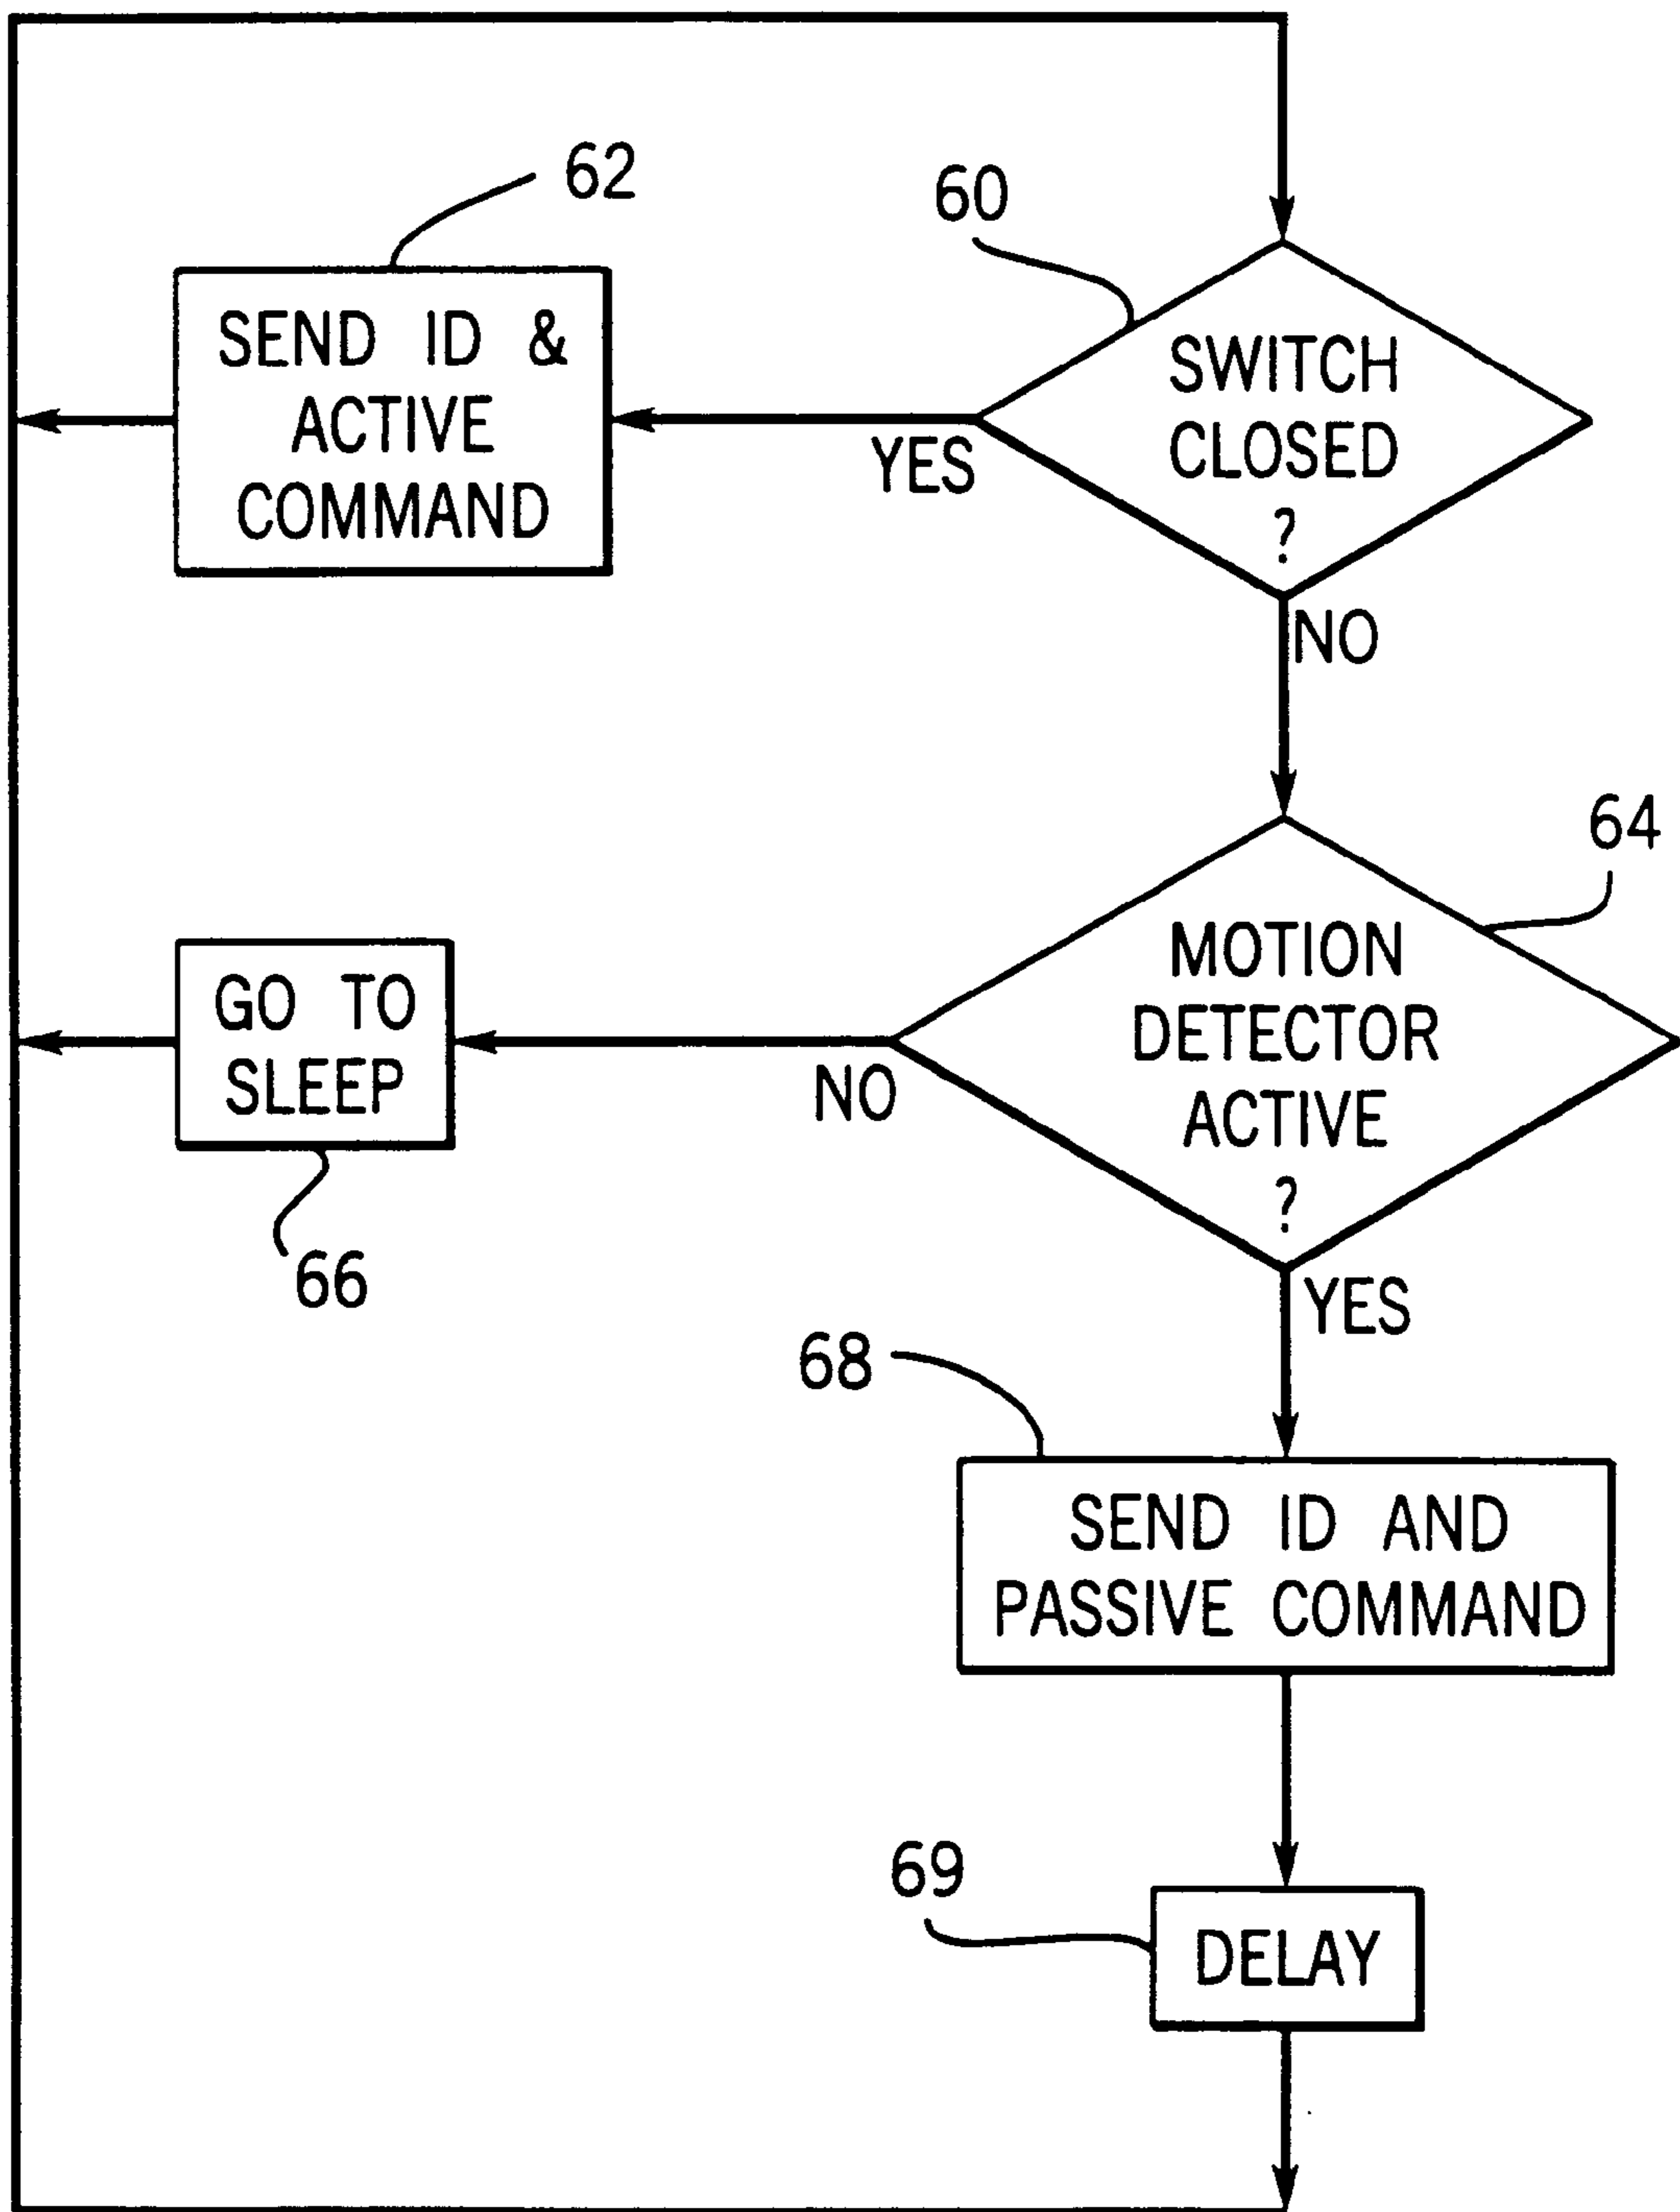 62
60
SEND ID &
ACTIVE
COMMAND
SWITCH
CLOSED
?
YES
NO
64
MOTION
DETECTOR
ACTIVE
?
GO TO
SLEEP
NO
66
YES
68
SEND ID AND
PASSIVE COMMAND
69
DELAY